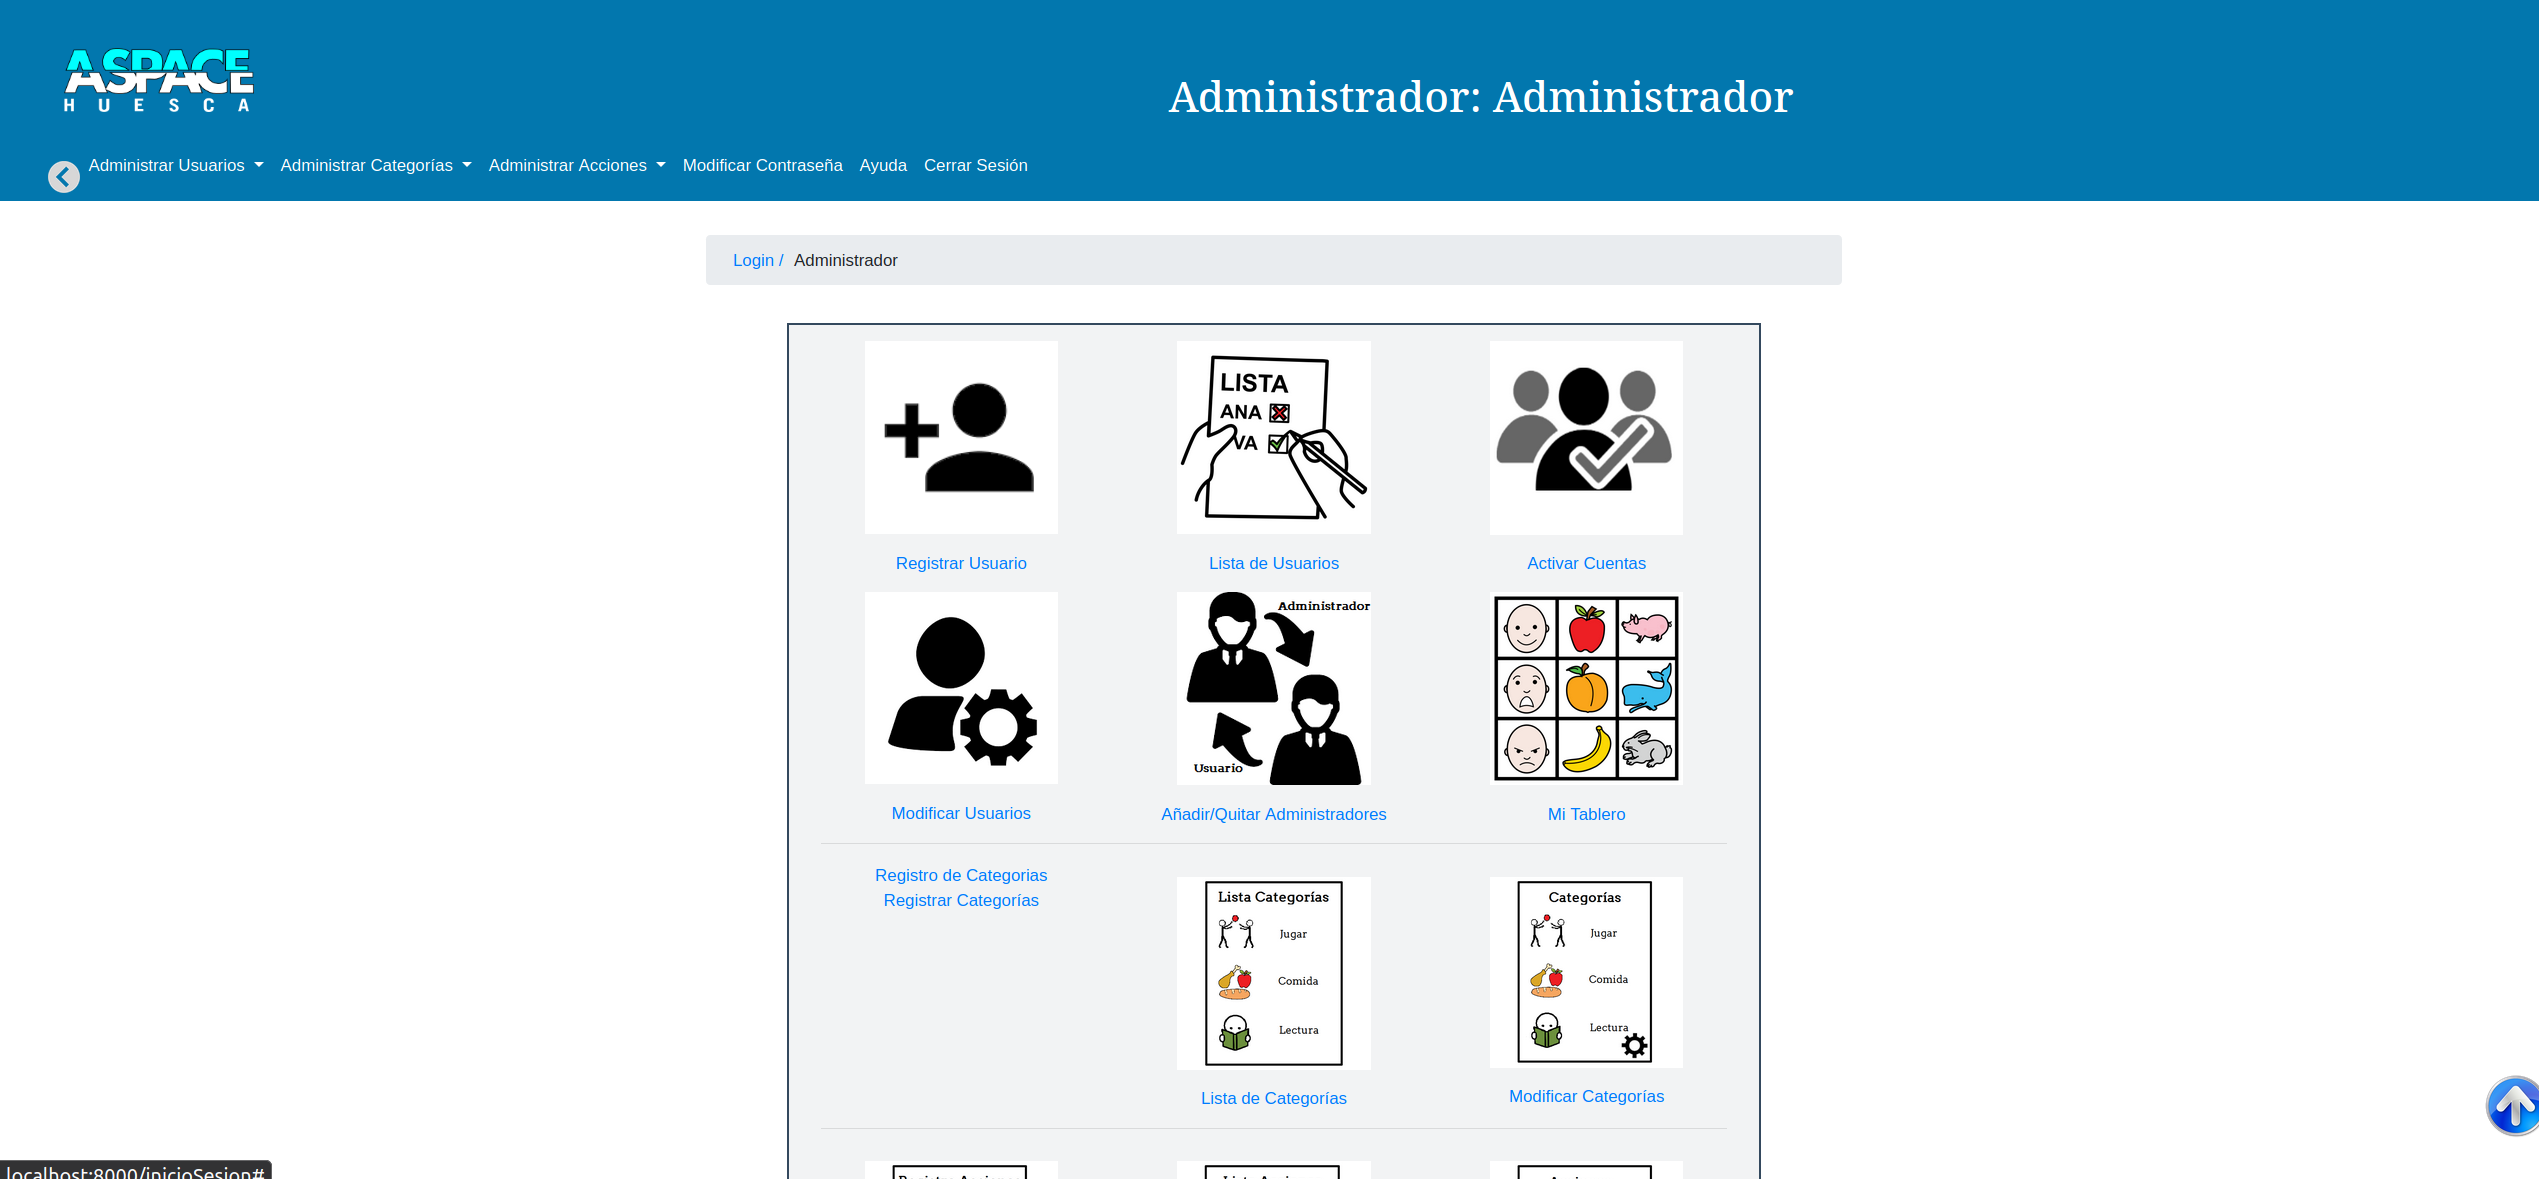 ASPACE
HUESCA
Administrador: Administrador
Administrar Usuarios
Administrar Categorías
Administrar Acciones
Modificar Contraseña
Ayuda
Cerrar Sesión
Login / Administrador
LISTA
ANA
VA
Registrar Usuario
Lista de Usuarios
Activar Cuentas
Administrador
Usuario
Modificar Usuarios
Añadir/Quitar Administradores
Mi Tablero
Registro de Categorias
Registrar Categorías
Lista Categorías
Jugar
Comida
Lectura
Categorías
Jugar
Comida
Lectura
Lista de Categorías
Modificar Categorías
localhost:8000/inicioSesion#